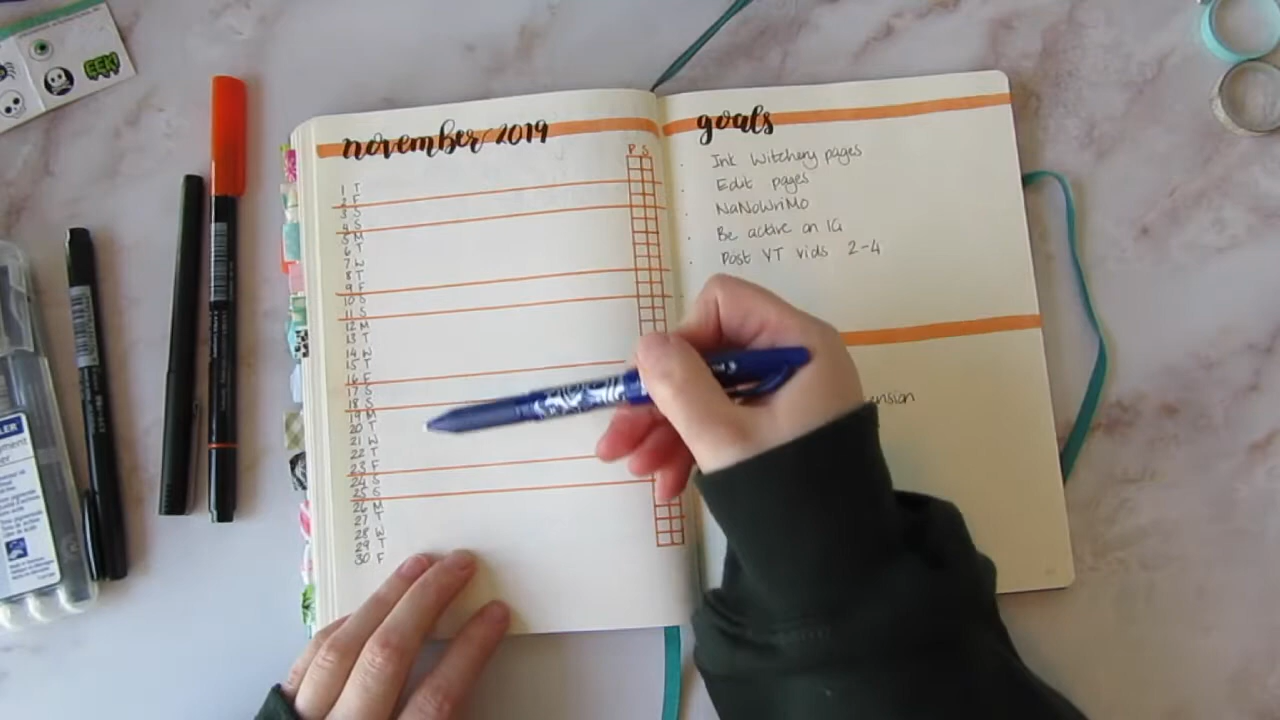 EEK!
november 2019
P S
1 T
2 F
3 S
4 S
5 M
6 T
7 W
8 T
9 F
10 S
11 S
12 M
13 T
14 W
15 T
16 F
17 S
18 S
19 M
20 T
21 W
22 T
23 F
24 S
25 S
26 M
27 T
28 W
29 T
30 F
goals
· Ink Witchery pages
· Edit pages
· NaNoWriMo
· Be active on IG
· Post YT vids 2-4